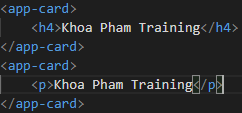 <app-card>
    <h4>Khoa Pham Training</h4>
</app-card>
<app-card>
    <p>Khoa Pham Training</p>
</app-card>